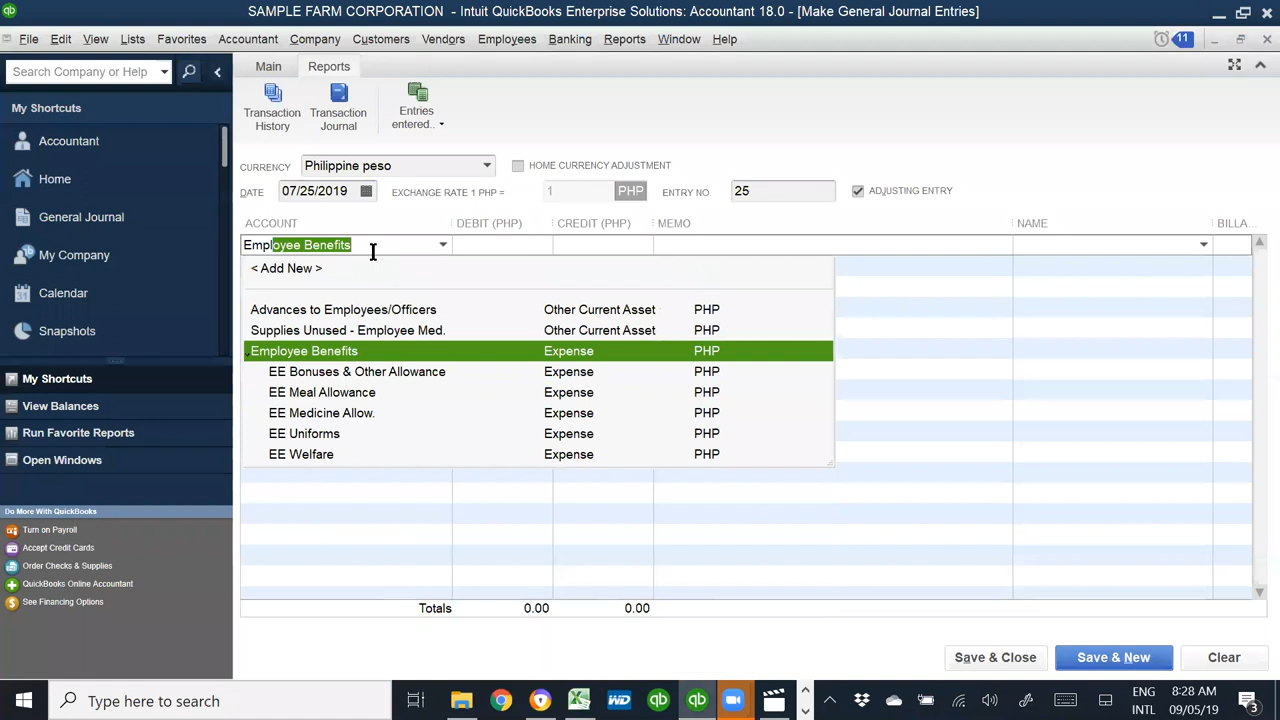 SAMPLE FARM CORPORATION - Intuit QuickBooks Enterprise Solutions: Accountant 18.0 - [Make General Journal Entries]
File Edit View Lists Favorites Accountant Company Customers Vendors Employees Banking Reports Window Help
11
Search Company or Help
Main Reports
My Shortcuts
Transaction History
Transaction Journal
Entries entered..
Accountant
Home
General Journal
My Company
Calendar
Snapshots
My Shortcuts
View Balances
Run Favorite Reports
Open Windows
Do More With QuickBooks
Turn on Payroll
Accept Credit Cards
Order Checks & Supplies
QuickBooks Online Accountant
See Financing Options
CURRENCY Philippine peso HOME CURRENCY ADJUSTMENT
DATE 07/25/2019 EXCHANGE RATE 1 PHP = 1 PHP ENTRY NO. 25 ADJUSTING ENTRY
ACCOUNT DEBIT (PHP) CREDIT (PHP) MEMO NAME BILLA...
Employee Benefits
< Add New >
Advances to Employees/Officers Other Current Asset PHP
Supplies Unused - Employee Med. Other Current Asset PHP
Employee Benefits Expense PHP
EE Bonuses & Other Allowance Expense PHP
EE Meal Allowance Expense PHP
EE Medicine Allow. Expense PHP
EE Uniforms Expense PHP
EE Welfare Expense PHP
Totals 0.00 0.00
Save & Close Save & New Clear
Type here to search
WD
qb
qb
ENG
INTL
8:28 AM
09/05/19
3